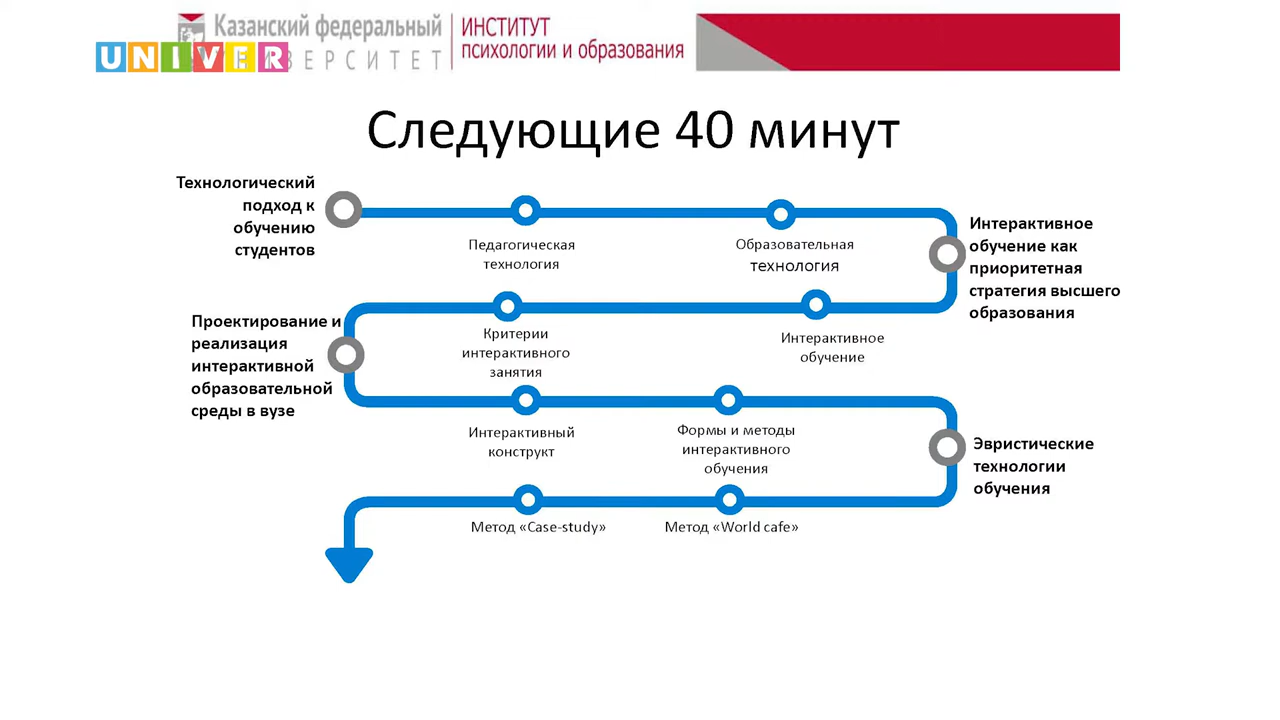 Казанский федеральный
ИНСТИТУТ
психологии и образования
UNIVER
ВЕРСИТЕТ
Следующие 40 минут
Технологический
подход к
обучению
студентов
Педагогическая
технология
Образовательная
технология
Интерактивное
обучение как
приоритетная
стратегия высшего
образования
Интерактивное
обучение
Критерии
интерактивного
занятия
Проектирование и
реализация
интерактивной
образовательной
среды в вузе
Интерактивный
конструкт
Формы и методы
интерактивного
обучения
Эвристические
технологии
обучения
Метод «World cafe»
Метод «Case-study»